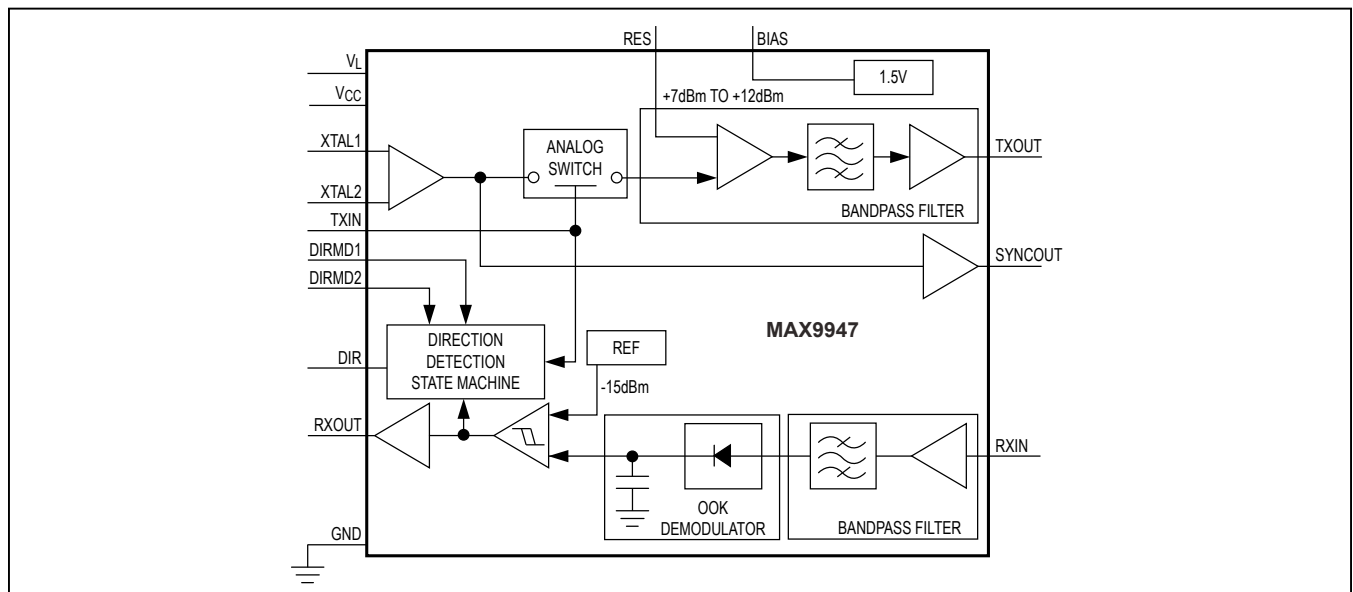 RES
BIAS
VL
1.5V
VCC
+7dBm TO +12dBm
XTAL1
ANALOG
SWITCH
TXOUT
XTAL2
BANDPASS FILTER
TXIN
DIRMD1
SYNCOUT
DIRMD2
MAX9947
DIRECTION
DETECTION
STATE MACHINE
REF
DIR
-15dBm
RXOUT
RXIN
OOK
DEMODULATOR
BANDPASS FILTER
GND